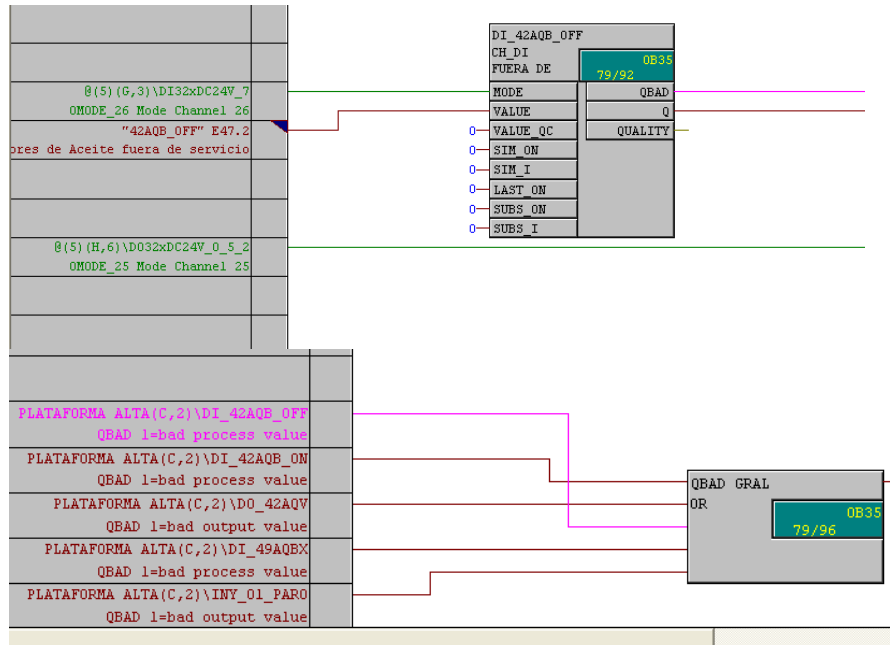 DI_42AQB_OFF
CH_DI
FUERA DE
OB35
79/92
@(5)(G,3)\DI32xDC24V_7
OMODE_26 Mode Channel 26
"42AQB_OFF" E47.2
ores de Aceite fuera de servicio
MODE QBAD
VALUE Q
0 VALUE_QC QUALITY
0 SIM_ON
0 SIM_I
0 LAST_ON
0 SUBS_ON
0 SUBS_I
@(5)(H,6)\DO32xDC24V_0_5_2
OMODE_25 Mode Channel 25
PLATAFORMA ALTA(C,2)\DI_42AQB_OFF
QBAD 1=bad process value
PLATAFORMA ALTA(C,2)\DI_42AQB_ON
QBAD 1=bad process value
PLATAFORMA ALTA(C,2)\DO_42AQV
QBAD 1=bad output value
PLATAFORMA ALTA(C,2)\DI_49AQBX
QBAD 1=bad process value
PLATAFORMA ALTA(C,2)\INY_01_PARO
QBAD 1=bad output value
QBAD GRAL
OR
OB35
79/96